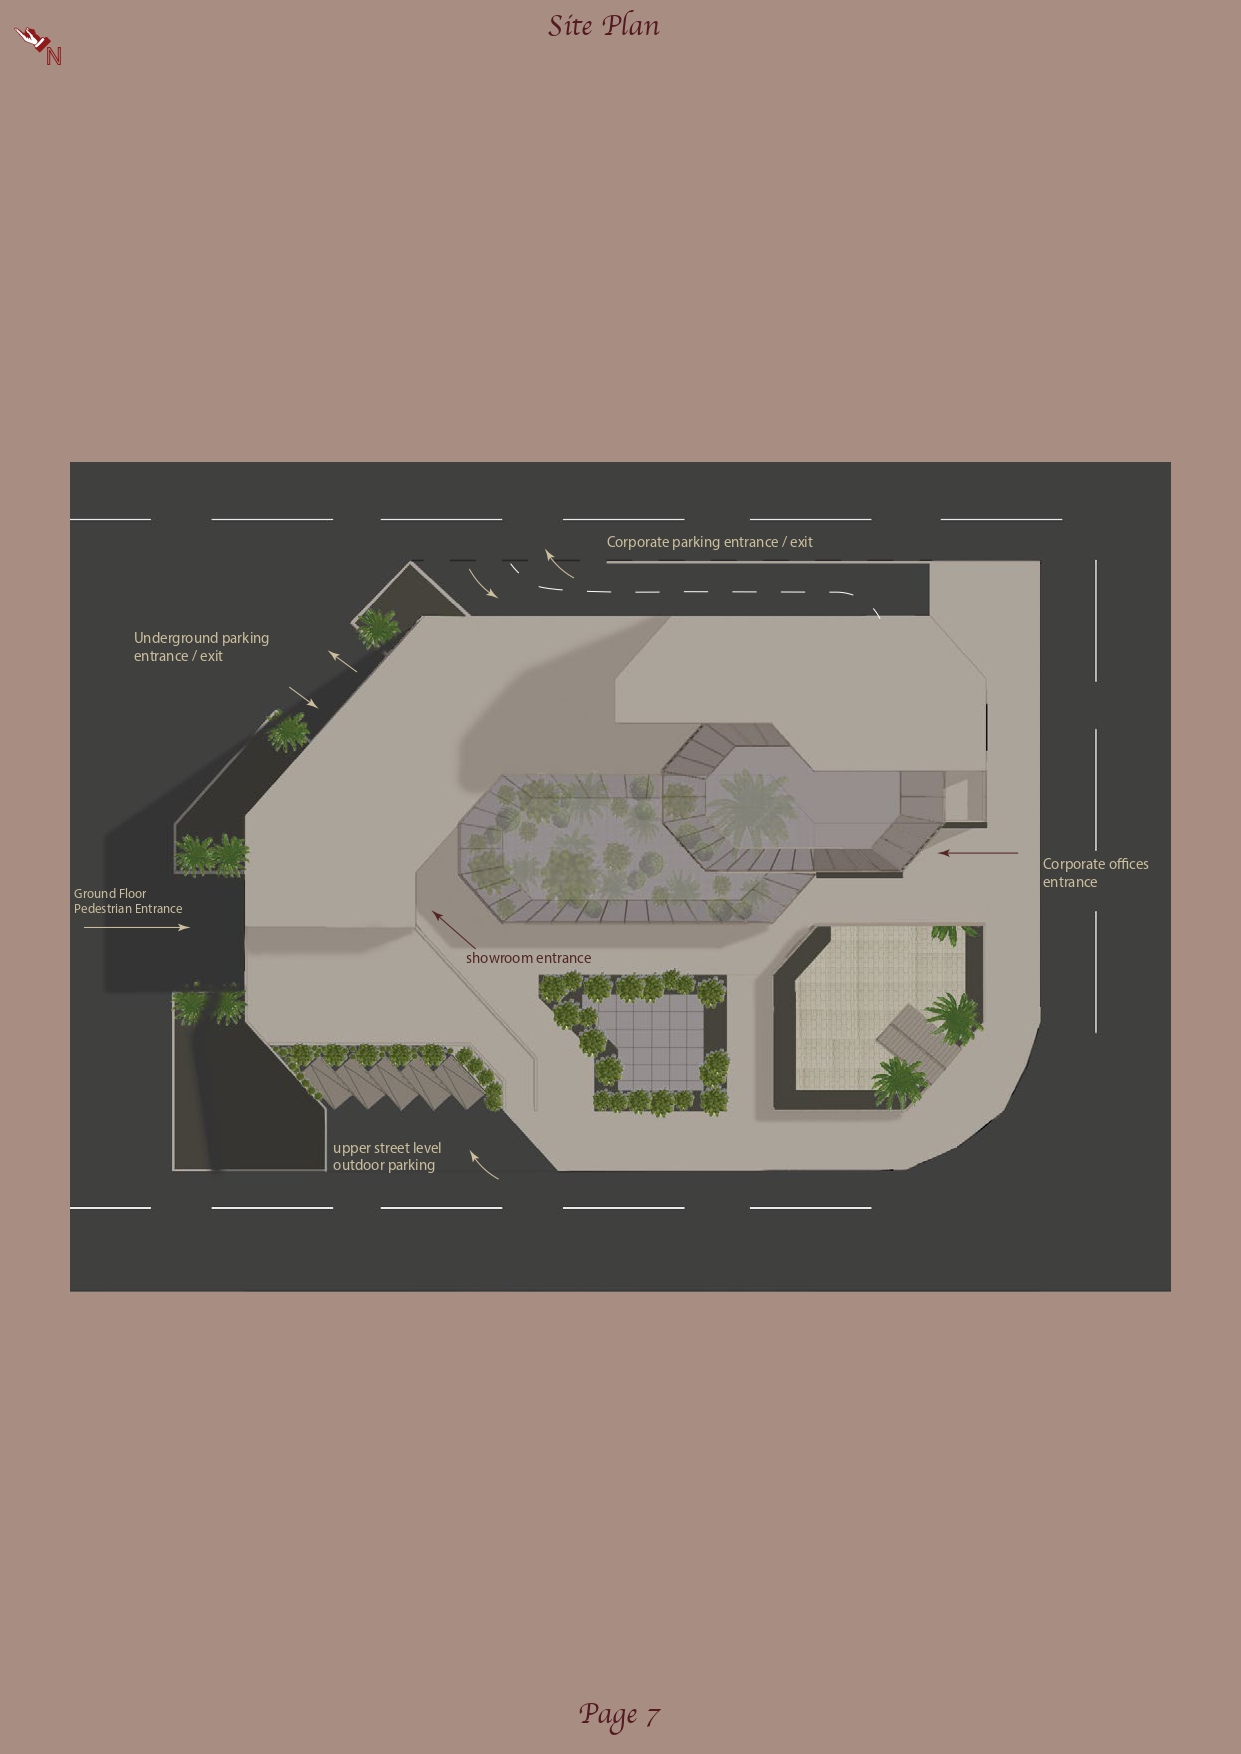 Site Plan
N
Corporate parking entrance / exit
Underground parking
entrance / exit
Corporate offices
entrance
Ground Floor
Pedestrian Entrance
showroom entrance
upper street level
outdoor parking
Page 7